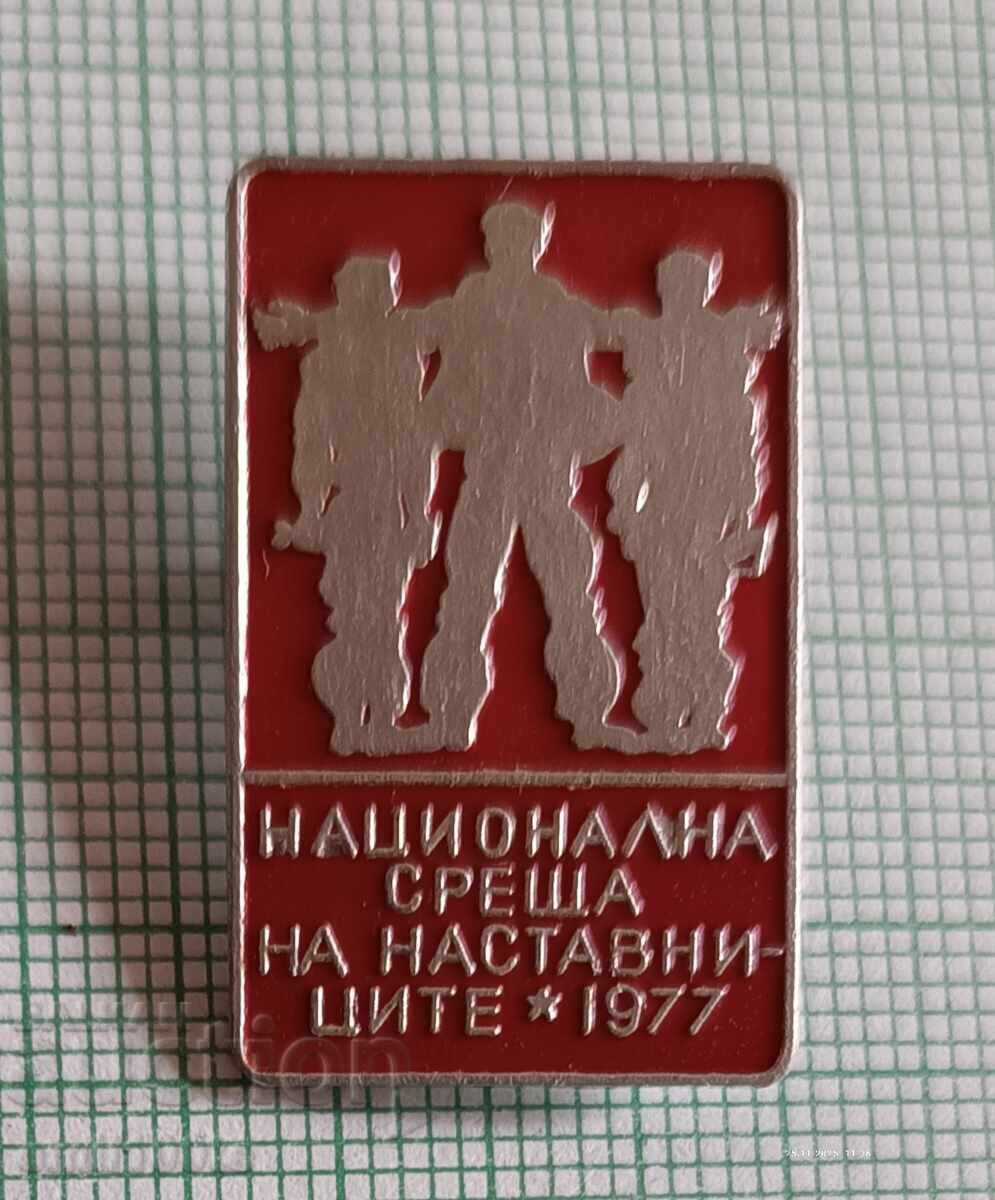 НАЦИОНАЛНА
СРЕЩА
НА НАСТАВНИ-
ЦИТЕ * 1977